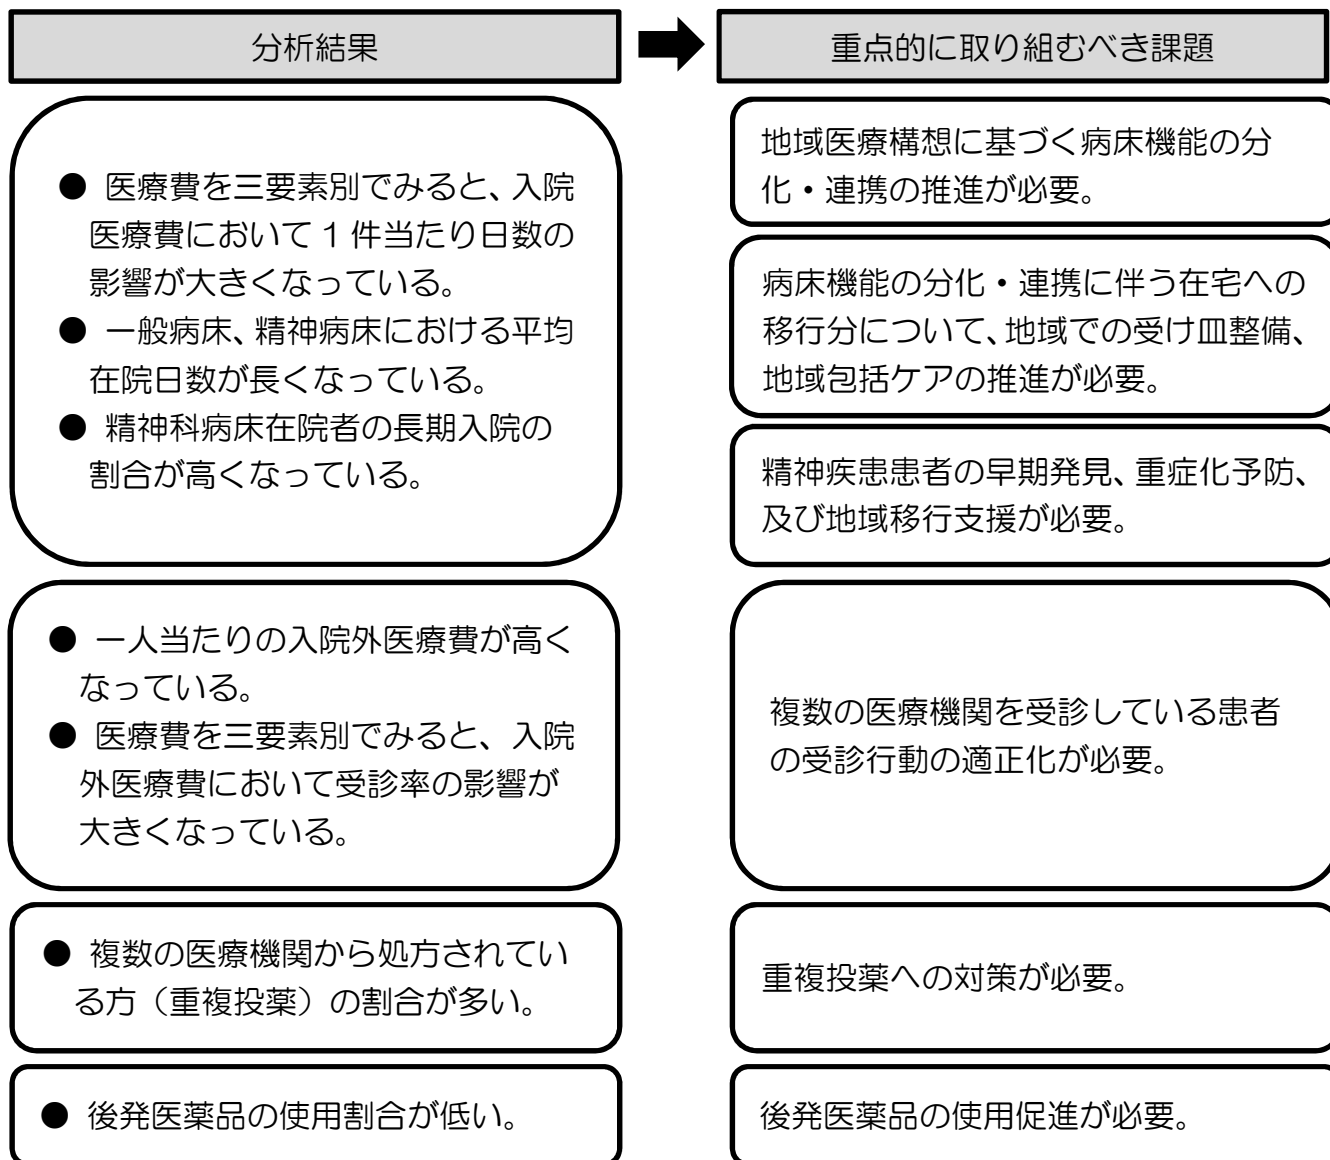 分析結果
重点的に取り組むべき課題
● 医療費を三要素別でみると、入院
医療費において1件当たり日数の
影響が大きくなっている。
● 一般病床、精神病床における平均
在院日数が長くなっている。
● 精神科病床在院者の長期入院の
割合が高くなっている。
地域医療構想に基づく病床機能の分
化・連携の推進が必要。
病床機能の分化・連携に伴う在宅への
移行分について、地域での受け皿整備、
地域包括ケアの推進が必要。
精神疾患患者の早期発見、重症化予防、
及び地域移行支援が必要。
● 一人当たりの入院外医療費が高く
なっている。
● 医療費を三要素別でみると、入院
外医療費において受診率の影響が
大きくなっている。
複数の医療機関を受診している患者
の受診行動の適正化が必要。
● 複数の医療機関から処方されてい
る方（重複投薬）の割合が多い。
重複投薬への対策が必要。
● 後発医薬品の使用割合が低い。
後発医薬品の使用促進が必要。